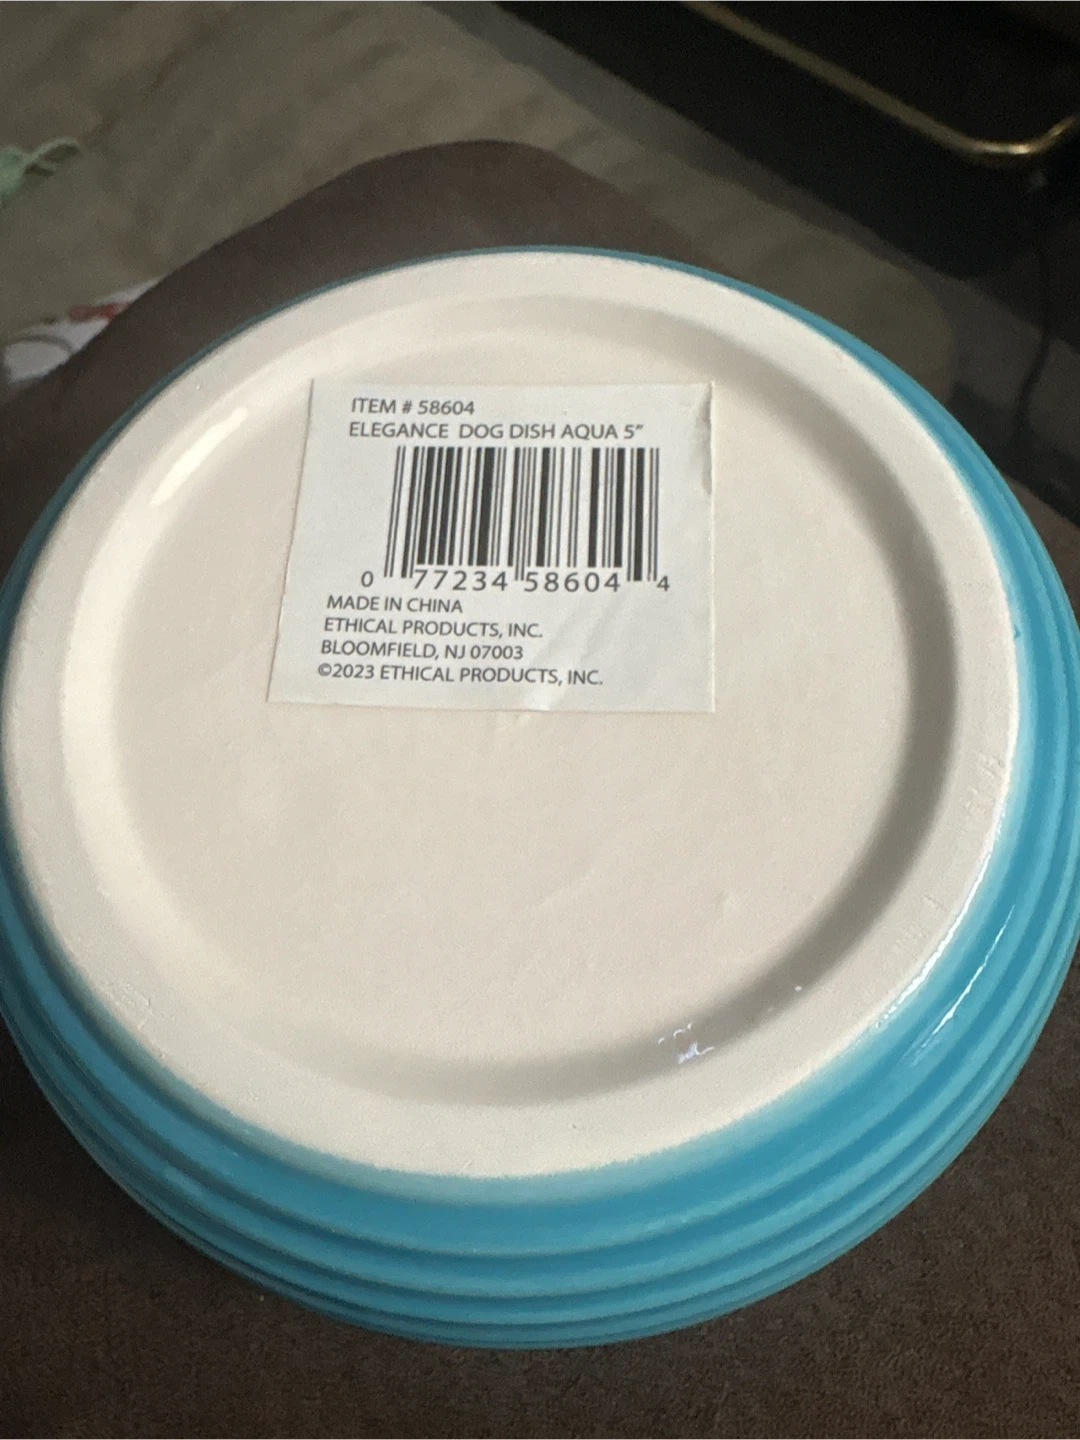 ITEM # 58604
ELEGANCE DOG DISH AQUA 5"
0 77234 58604 4
MADE IN CHINA
ETHICAL PRODUCTS, INC.
BLOOMFIELD, NJ 07003
©2023 ETHICAL PRODUCTS, INC.